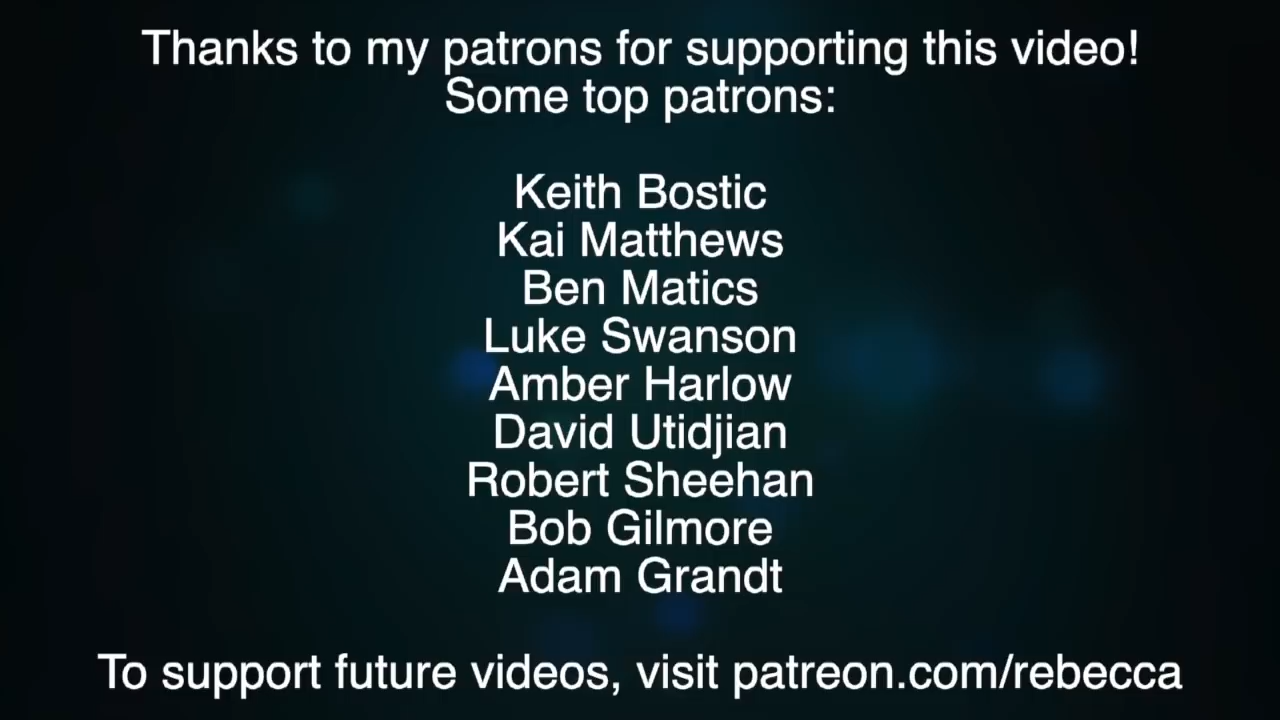 Thanks to my patrons for supporting this video!
Some top patrons:
Keith Bostic
Kai Matthews
Ben Matics
Luke Swanson
Amber Harlow
David Utidjian
Robert Sheehan
Bob Gilmore
Adam Grandt
To support future videos, visit patreon.com/rebecca